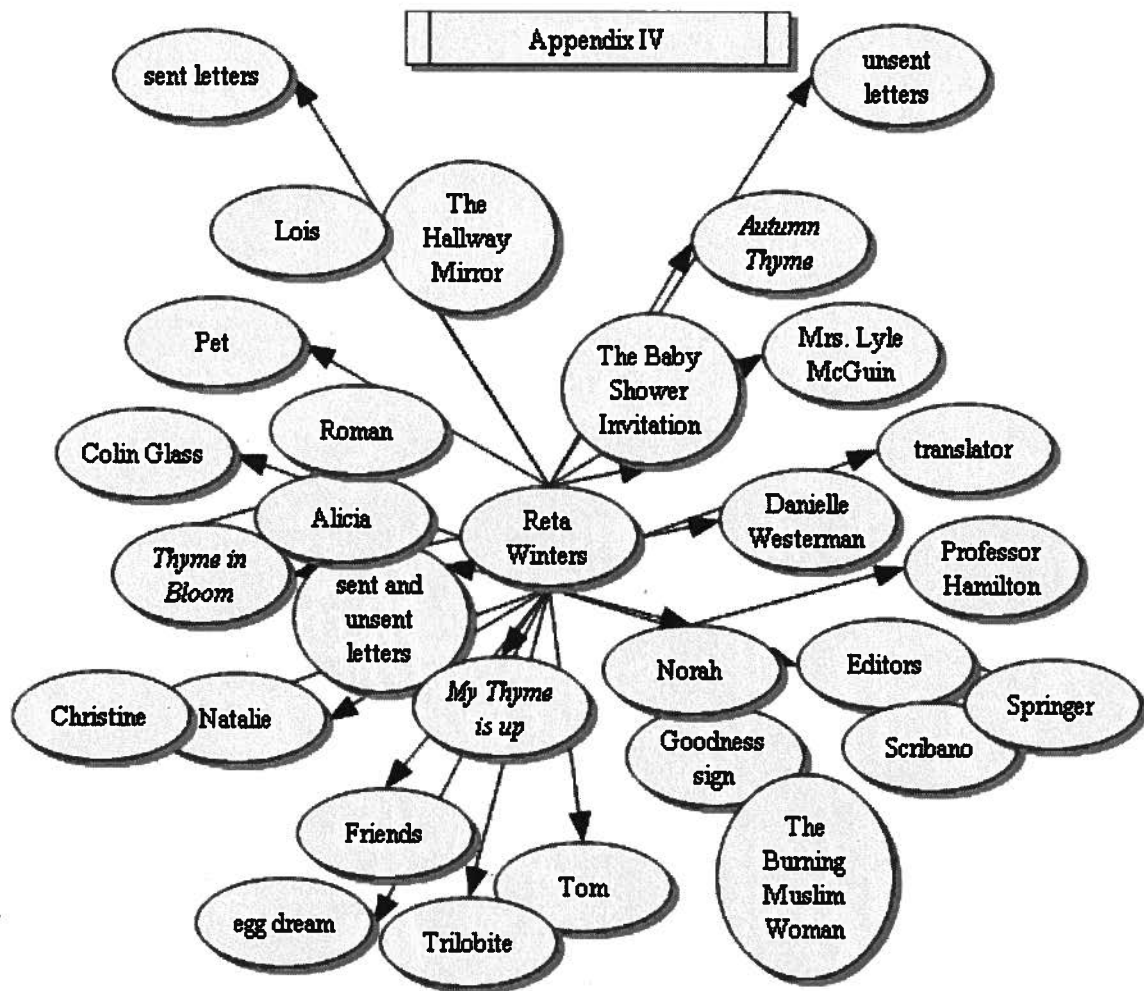 Appendix IV
sent letters
unsent
letters
Lois
The
Hallway
Mirror
Autumn
Thyme
Pet
The Baby
Shower
Invitation
Mrs. Lyle
McGuin
Roman
Colin Glass
translator
Alicia
Reta
Winters
Danielle
Westerman
Thyme in
Bloom
sent and
unsent
letters
Professor
Hamilton
Norah
Editors
My Thyme
is up
Christine
Natalie
Springer
Goodness
sign
Scribano
Friends
The
Burning
Muslim
Woman
Tom
egg dream
Trilobite